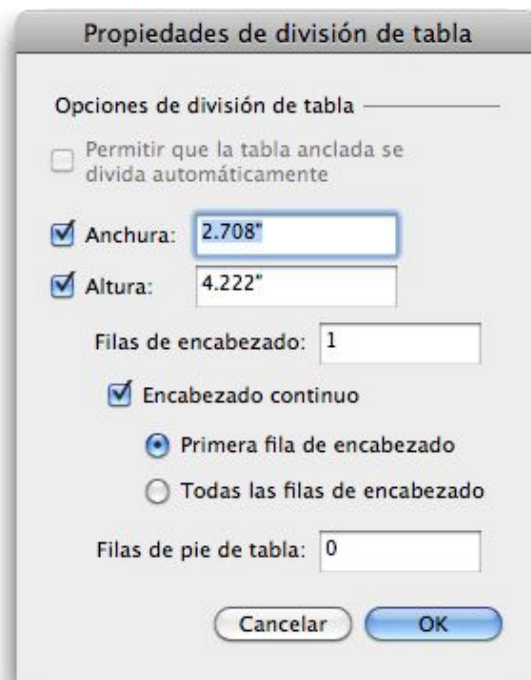 Propiedades de división de tabla
Opciones de división de tabla
Permitir que la tabla anclada se
divida automáticamente
Anchura: 2.708"
Altura: 4.222"
Filas de encabezado: 1
Encabezado continuo
Primera fila de encabezado
Todas las filas de encabezado
Filas de pie de tabla: 0
Cancelar OK